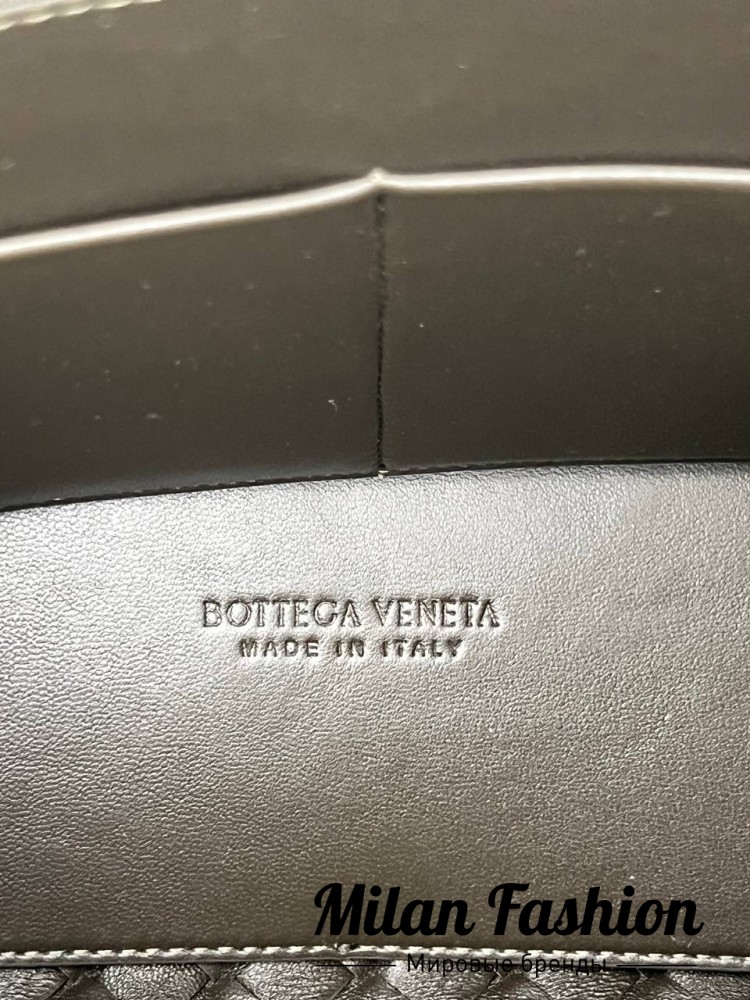 BOTTEGA VENETA
MADE IN ITALY
Milan Fashion
Мировые бренды